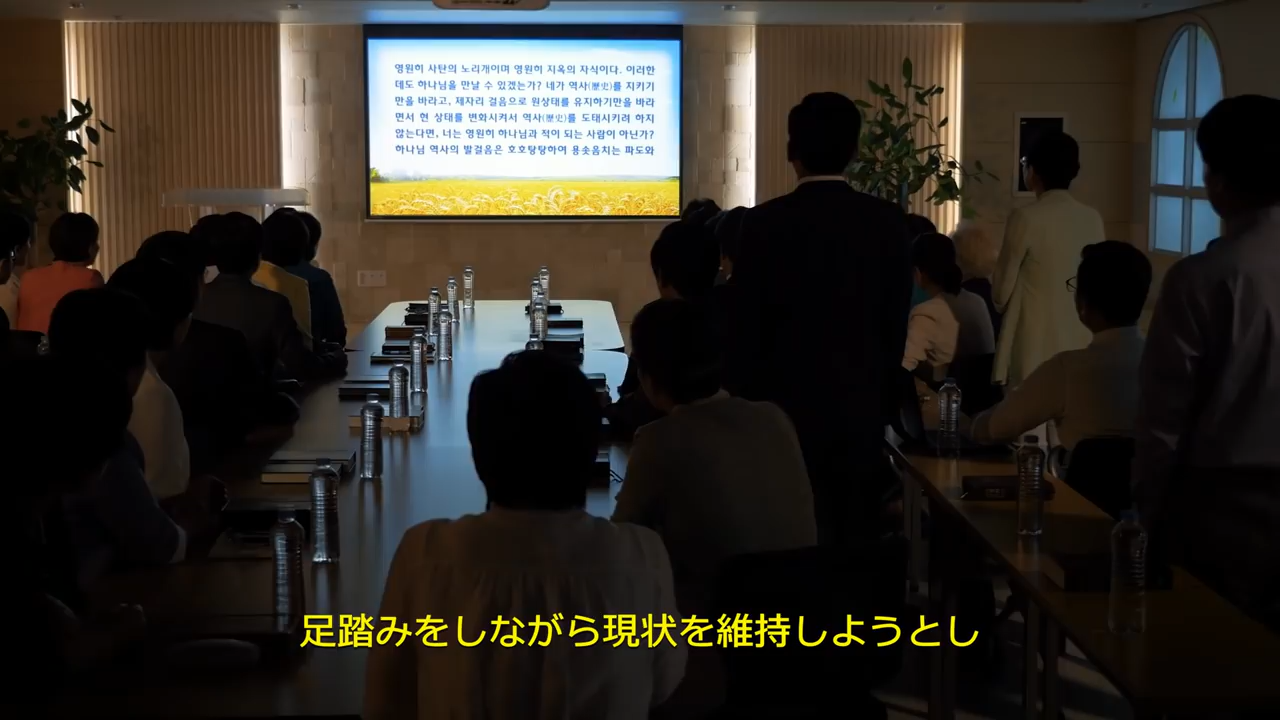 영원히 사탄의 노리개이며 영원히 지옥의 자식이다. 이러한
데도 하나님을 만날 수 있겠는가? 네가 역사(歷史)를 지키기
만을 바라고, 제자리 걸음으로 원상태를 유지하기만을 바라
면서 현 상태를 변화시켜서 역사(歷史)를 도태시키려 하지
않는다면, 너는 영원히 하나님과 적이 되는 사람이 아닌가?
하나님 역사의 발걸음은 호호탕탕하여 용솟음치는 파도와
足踏みをしながら現状を維持しようとし